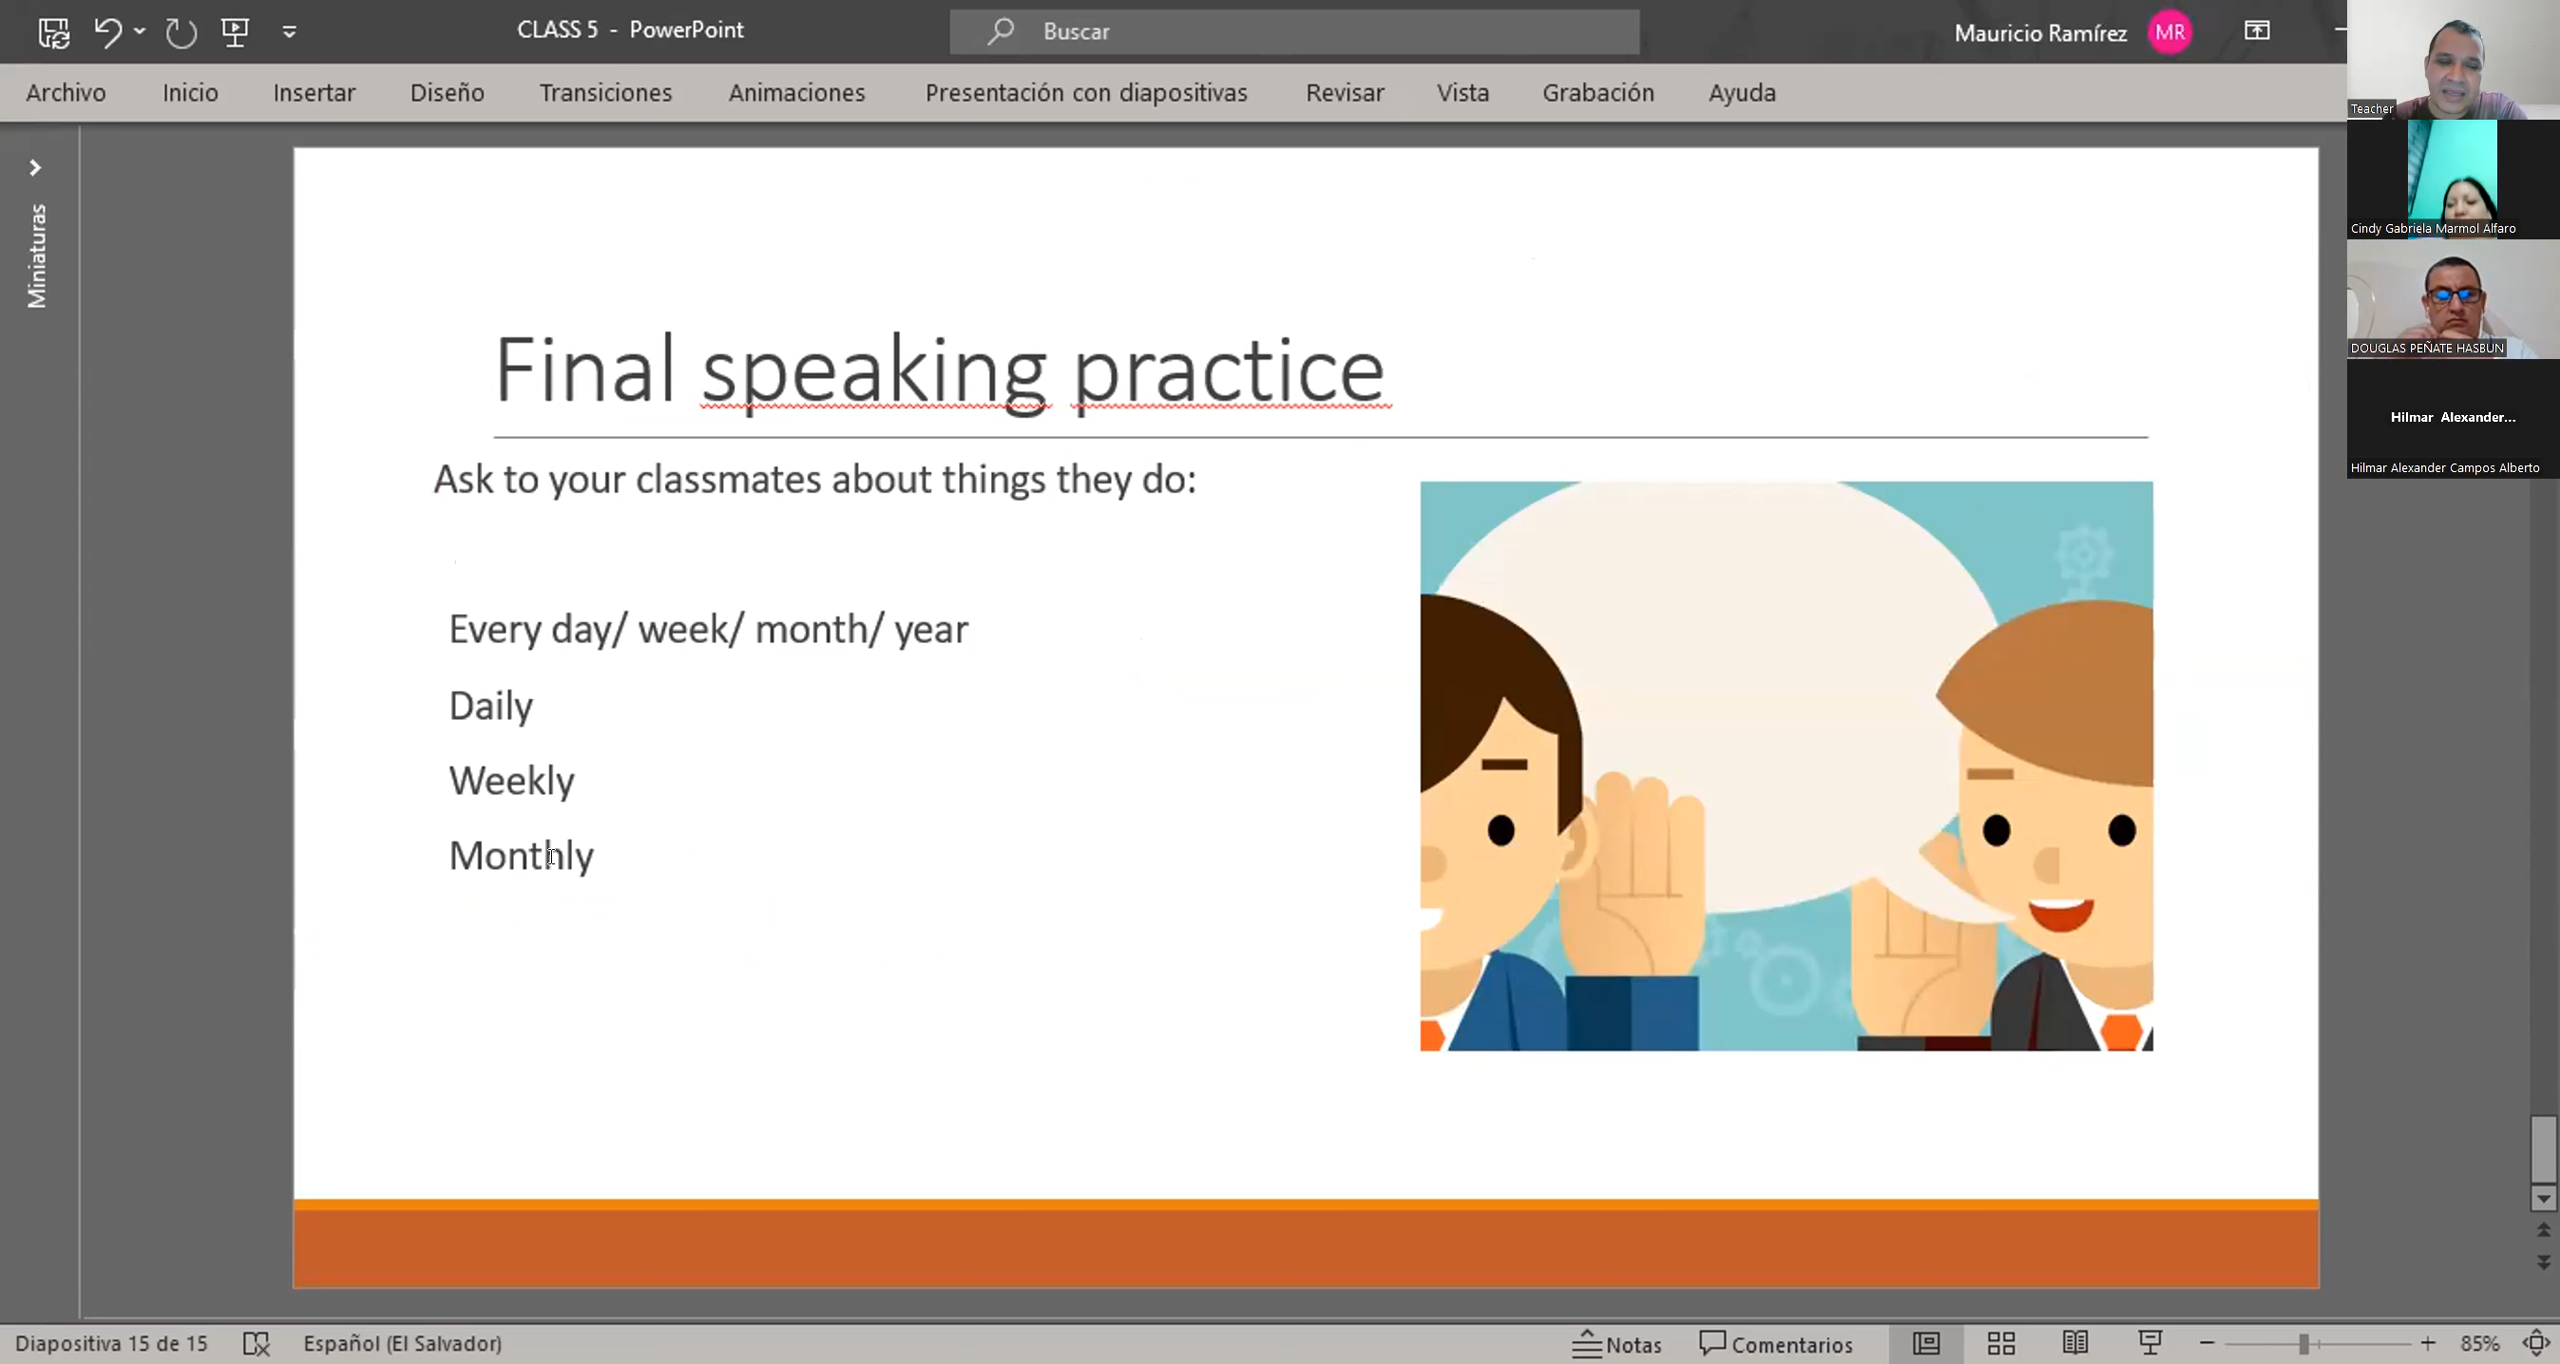 CLASS 5 - PowerPoint
Buscar
Mauricio Ramírez
MR
Archivo
Inicio
Insertar
Diseño
Transiciones
Animaciones
Presentación con diapositivas
Revisar
Vista
Grabación
Ayuda
Miniaturas
Final speaking practice
Ask to your classmates about things they do:
Every day/ week/ month/ year
Daily
Weekly
Monthly
Teacher
Cindy Gabriela Marmol Alfaro
DOUGLAS PEÑATE HASBUN
Hilmar Alexander...
Hilmar Alexander Campos Alberto
Diapositiva 15 de 15
Español (El Salvador)
Notas
Comentarios
85%